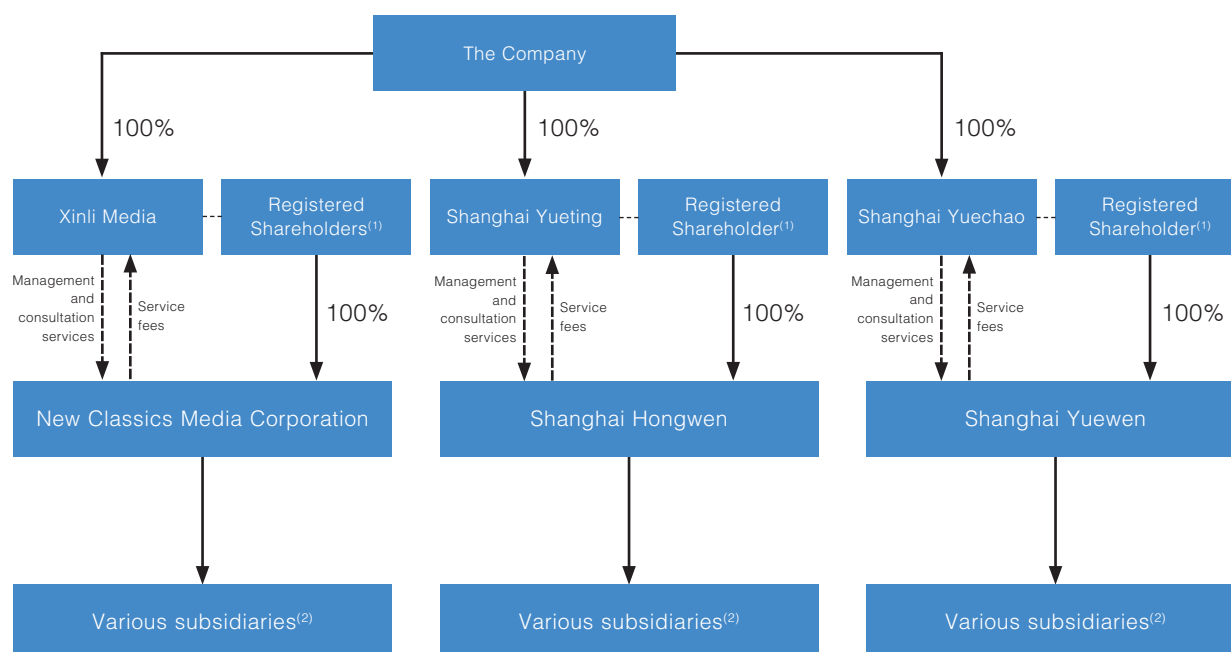 The Company
100%
100%
100%
Xinli Media
Registered
Shareholders(1)
Shanghai Yueting
Registered
Shareholder(1)
Shanghai Yuechao
Registered
Shareholder(1)
Management
and
consultation
services
Service
fees
100%
Management
and
consultation
services
Service
fees
100%
Management
and
consultation
services
Service
fees
100%
New Classics Media Corporation
Shanghai Hongwen
Shanghai Yuewen
Various subsidiaries(2)
Various subsidiaries(2)
Various subsidiaries(2)